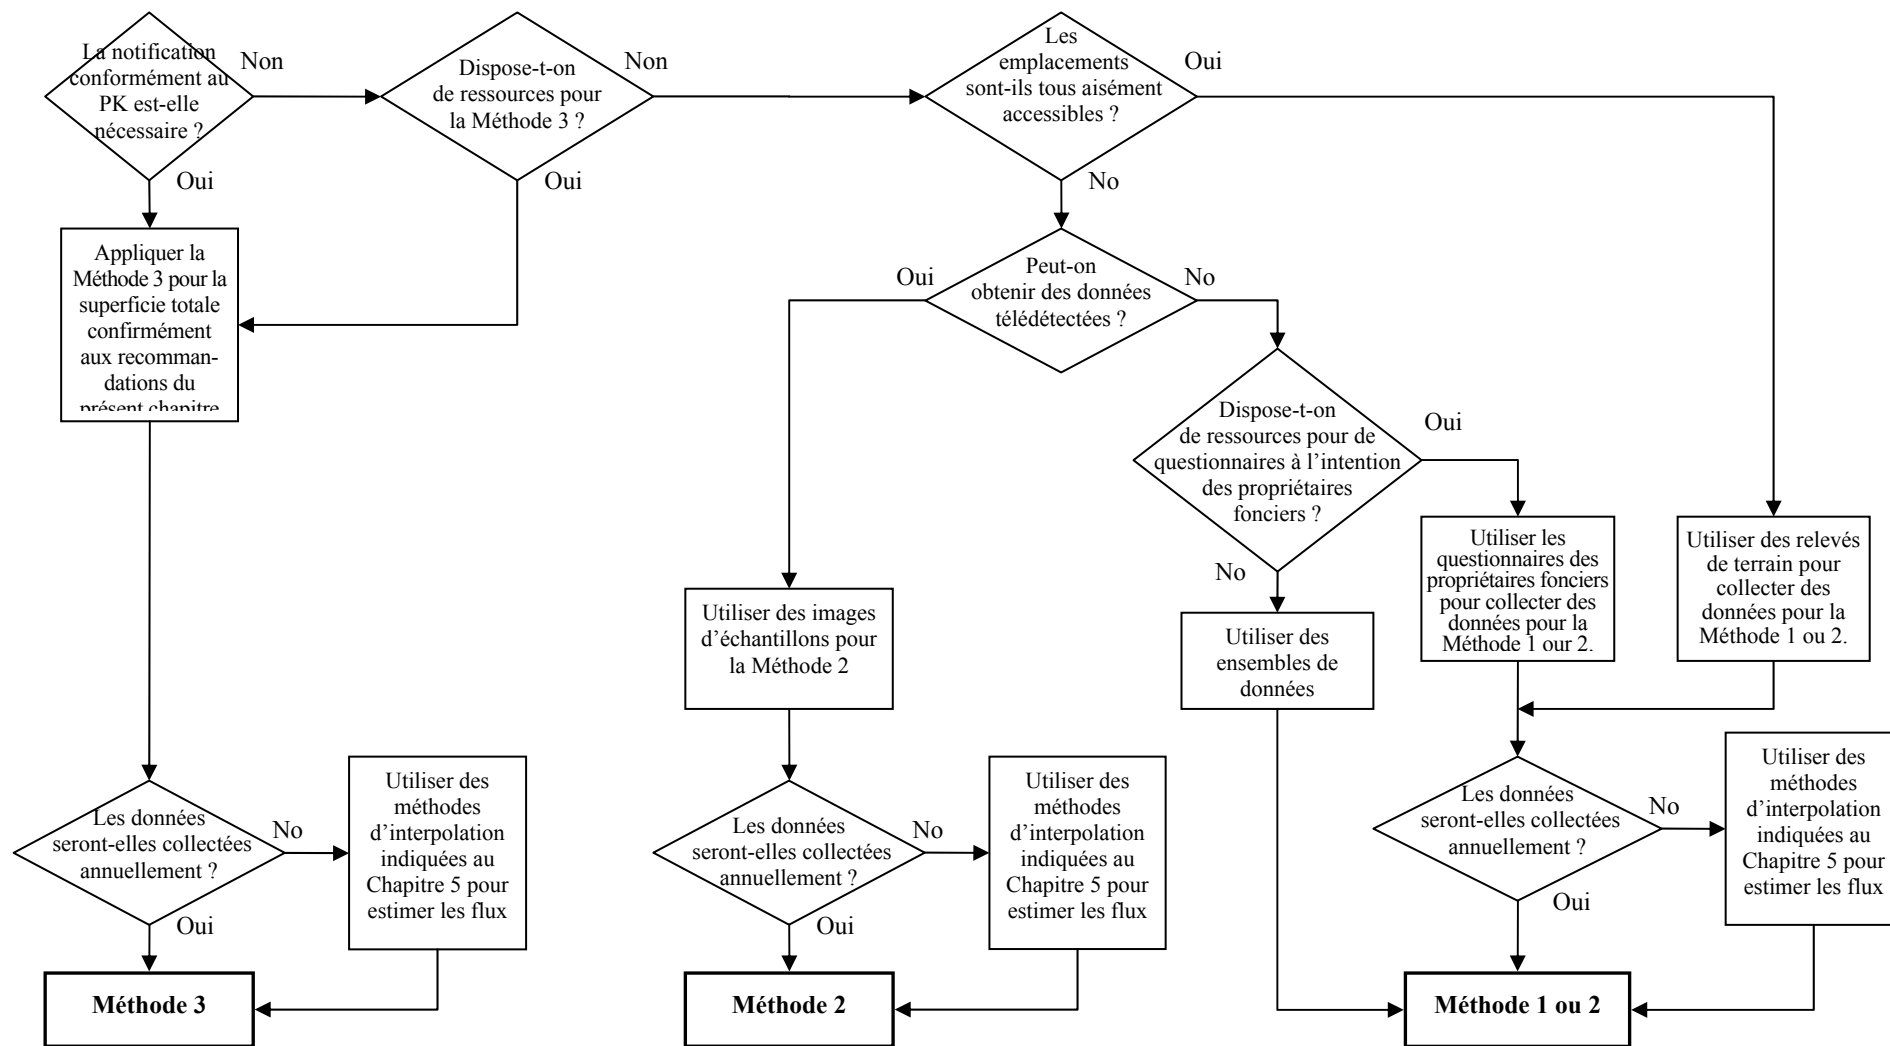 La notification
conformément au
PK est-elle
nécessaire ?
Non
Oui
Dispose-t-on
de ressources pour
la Méthode 3 ?
Non
Oui
Les
emplacements
sont-ils tous aisément
accessibles ?
Oui
No
Appliquer la
Méthode 3 pour la
superficie totale
confirmément
aux recomman-
dations du
présent chapitre
Peut-on
obtenir des données
télédétectées ?
Oui
No
Dispose-t-on
de ressources pour de
questionnaires à l’intention
des propriétaires
fonciers ?
Oui
No
Utiliser des images
d’échantillons pour
la Méthode 2
Utiliser des
ensembles de
données
Utiliser les
questionnaires des
propriétaires fonciers
pour collecter des
données pour la
Méthode 1 our 2.
Utiliser des relevés
de terrain pour
collecter des
données pour la
Méthode 1 ou 2.
Les données
seront-elles collectées
annuellement ?
No
Oui
Utiliser des
méthodes
d’interpolation
indiquées au
Chapitre 5 pour
estimer les flux
Les données
seront-elles collectées
annuellement ?
No
Oui
Utiliser des
méthodes
d’interpolation
indiquées au
Chapitre 5 pour
estimer les flux
Les données
seront-elles collectées
annuellement ?
No
Oui
Utiliser des
méthodes
d’interpolation
indiquées au
Chapitre 5 pour
estimer les flux
Méthode 3
Méthode 2
Méthode 1 ou 2